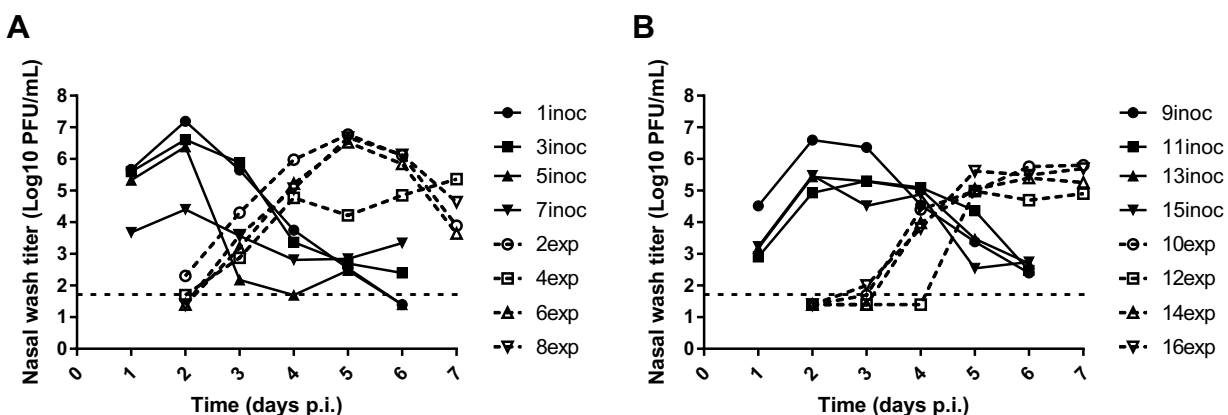 A
Nasal wash titer (Log10 PFU/mL)
8
7
6
5
4
3
2
1
0
0
1
2
3
4
5
6
7
Time (days p.i.)
1inoc
3inoc
5inoc
7inoc
2exp
4exp
6exp
8exp
B
Nasal wash titer (Log10 PFU/mL)
8
7
6
5
4
3
2
1
0
0
1
2
3
4
5
6
7
Time (days p.i.)
9inoc
11inoc
13inoc
15inoc
10exp
12exp
14exp
16exp